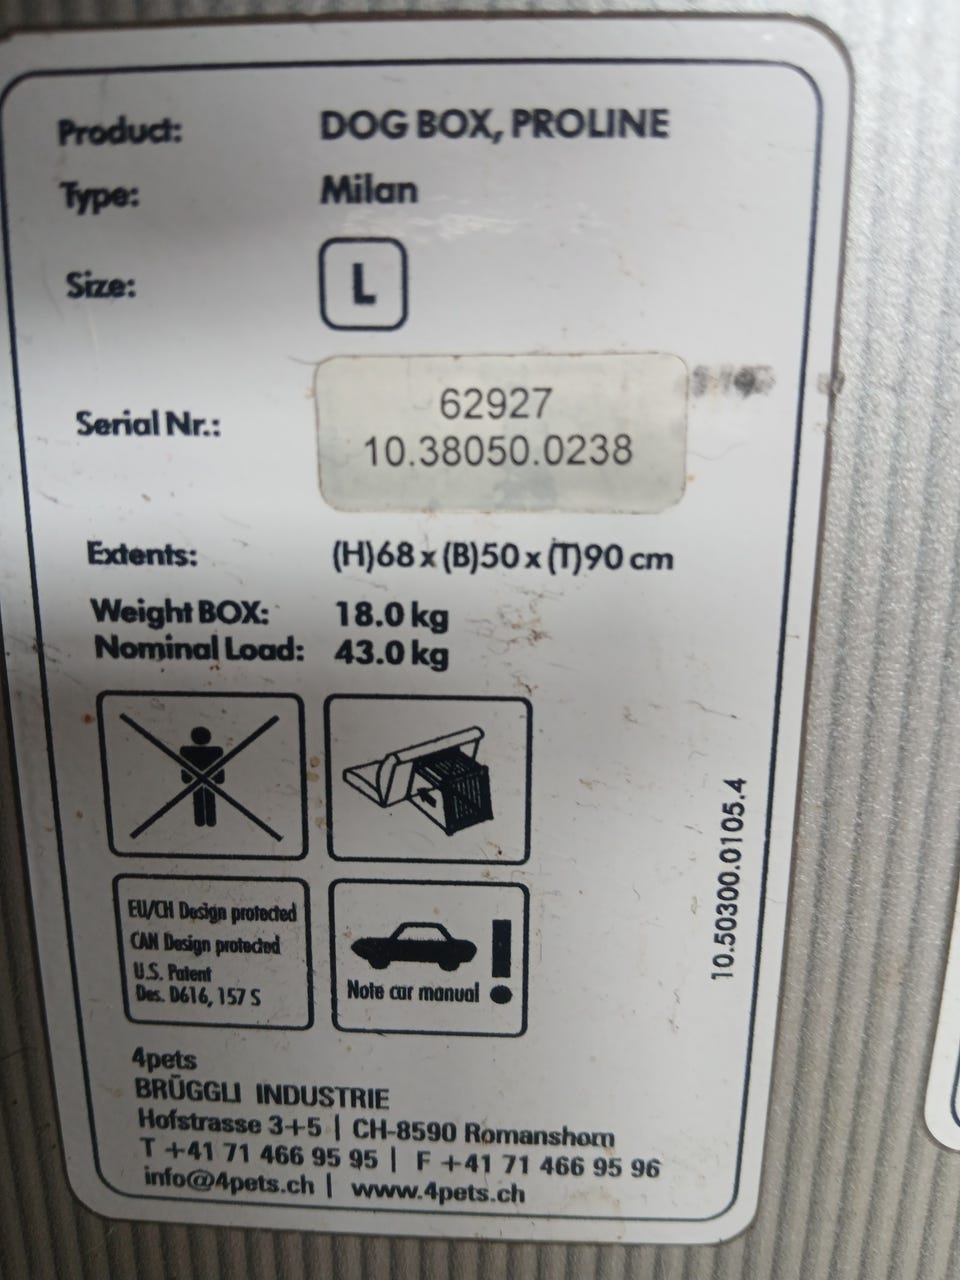 Product: DOG BOX, PROLINE
Type: Milan
Size: L
62927
Serial Nr.: 10.38050.0238
Extents: (H)68 x (B)50 x (T)90 cm
Weight BOX: 18.0 kg
Nominal Load: 43.0 kg
EU/CH Design protected
CAN Design protected
U.S. Patent
Des. D616, 157 S
Note car manual !
10.50300.0105.4
4pets
BRÜGGLI INDUSTRIE
Hofstrasse 3+5 | CH-8590 Romanshorn
T +41 71 466 95 95 | F +41 71 466 95 96
info@4pets.ch | www.4pets.ch